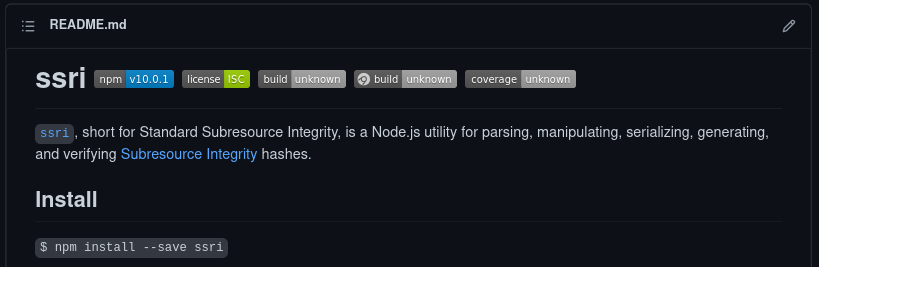 README.md
ssri npm v10.0.1 license ISC build unknown build unknown coverage unknown
ssri, short for Standard Subresource Integrity, is a Node.js utility for parsing, manipulating, serializing, generating,
and verifying Subresource Integrity hashes.
Install
$ npm install --save ssri